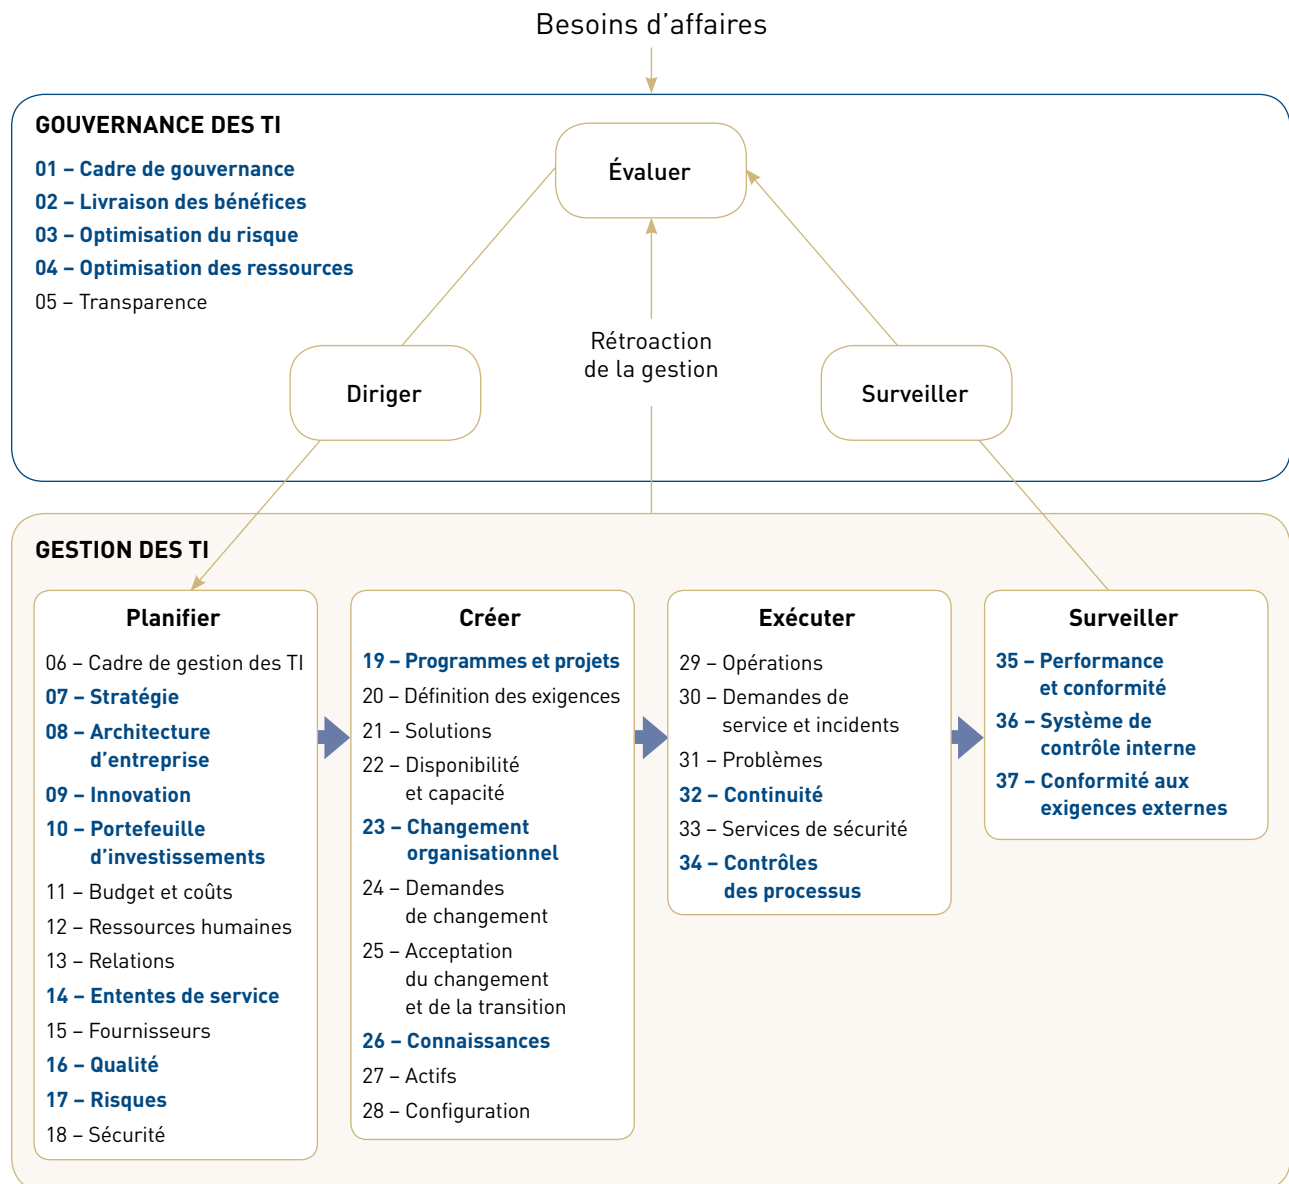 Besoins d’affaires
GOUVERNANCE DES TI
01 – Cadre de gouvernance
02 – Livraison des bénéfices
03 – Optimisation du risque
04 – Optimisation des ressources
05 – Transparence
Évaluer
Rétroaction
de la gestion
Diriger
Surveiller
GESTION DES TI
Planifier
06 – Cadre de gestion des TI
07 – Stratégie
08 – Architecture
d’entreprise
09 – Innovation
10 – Portefeuille
d’investissements
11 – Budget et coûts
12 – Ressources humaines
13 – Relations
14 – Ententes de service
15 – Fournisseurs
16 – Qualité
17 – Risques
18 – Sécurité
Créer
19 – Programmes et projets
20 – Définition des exigences
21 – Solutions
22 – Disponibilité
et capacité
23 – Changement
organisationnel
24 – Demandes
de changement
25 – Acceptation
du changement
et de la transition
26 – Connaissances
27 – Actifs
28 – Configuration
Exécuter
29 – Opérations
30 – Demandes de
service et incidents
31 – Problèmes
32 – Continuité
33 – Services de sécurité
34 – Contrôles
des processus
Surveiller
35 – Performance
et conformité
36 – Système de
contrôle interne
37 – Conformité aux
exigences externes